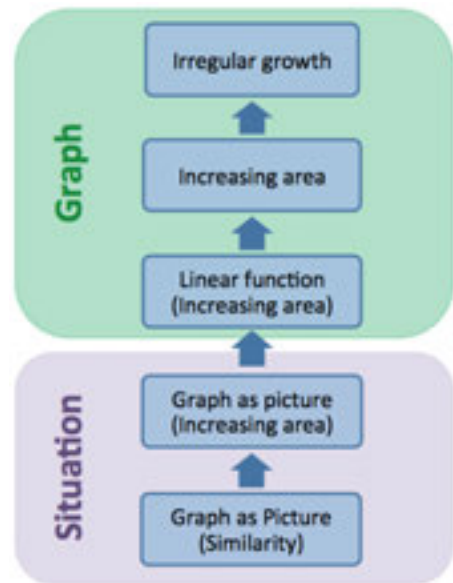 Graph
Irregular growth
Increasing area
Linear function
(Increasing area)
Situation
Graph as picture
(Increasing area)
Graph as Picture
(Similarity)